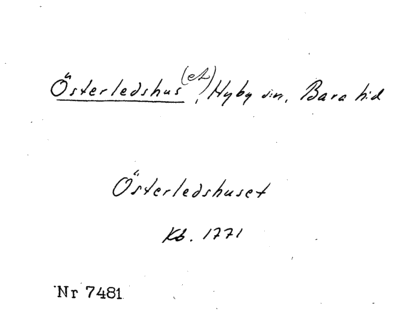 Österledshus(et), Hyby sn, Bara hd
Österledshuset
Kb. 1771
Nr 7481